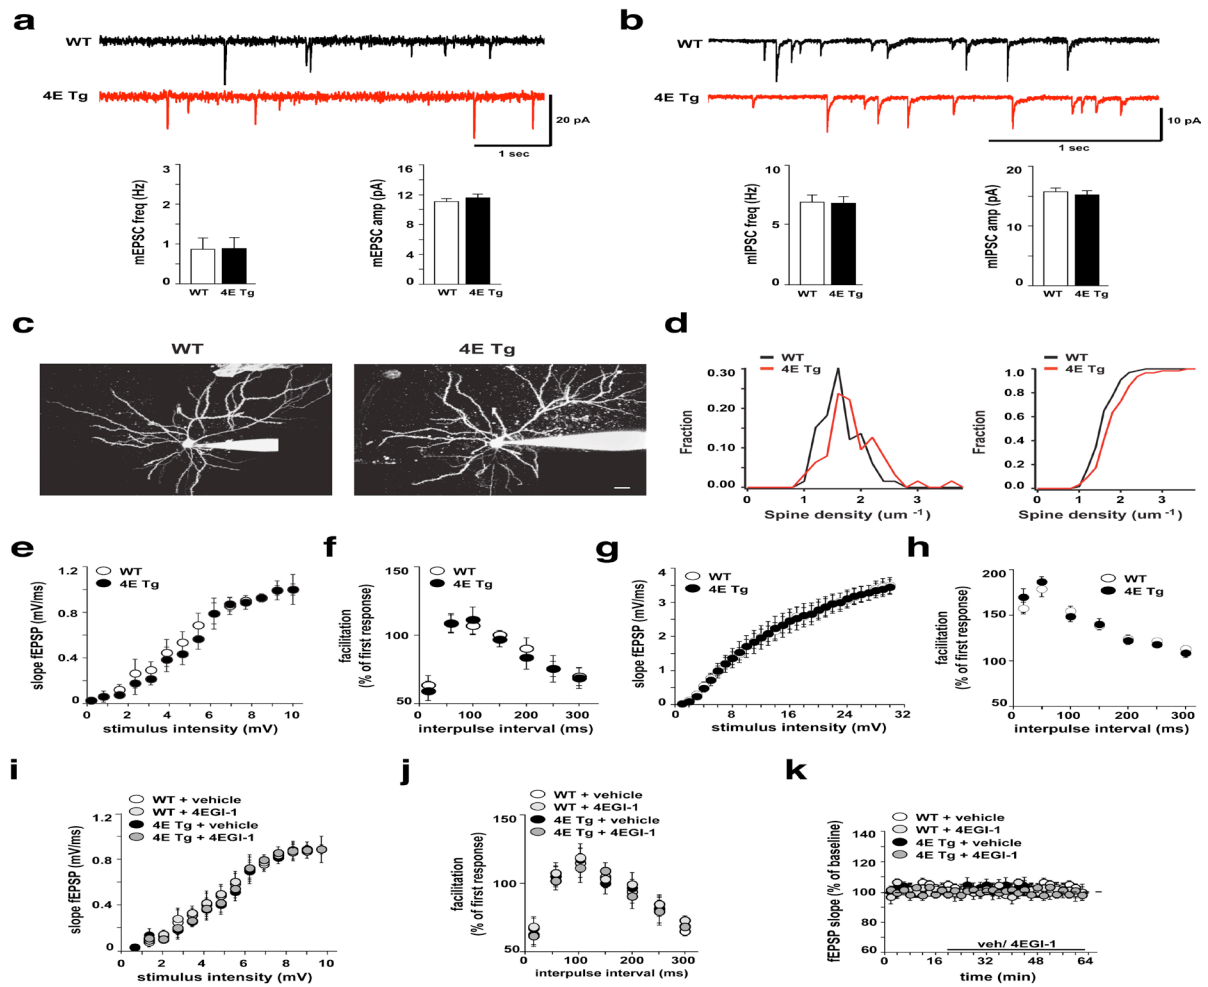 a
WT
4E Tg
20 pA
1 sec
mEPSC freq (Hz)
3
2
1
0
WT 4E Tg
mEPSC amp (pA)
16
12
8
4
0
WT 4E Tg
b
WT
4E Tg
10 pA
1 sec
mIPSC freq (Hz)
10
5
0
WT 4E Tg
mIPSC amp (pA)
20
15
10
0
WT 4E Tg
c
WT
4E Tg
d
WT
4E Tg
Fraction
0.30
0.20
0.10
0.00
0 1 2 3
Spine density (um -1)
WT
4E Tg
Fraction
1.0
0.8
0.6
0.4
0.2
0.0
0 1 2 3
Spine density (um -1)
e
WT
4E Tg
slope fEPSP (mV/ms)
1.2
0.8
0.4
0
0 2 4 6 8 10
stimulus intensity (mV)
f
WT
4E Tg
facilitation
(% of first response)
150
100
50
0 100 200 300
interpulse interval (ms)
g
WT
4E Tg
slope fEPSP (mV/ms)
4
3
2
1
0
0 8 16 24 32
stimulus intensity (mV)
h
WT
4E Tg
facilitation
(% of first response)
200
150
100
50
0 100 200 300
interpulse interval (ms)
i
WT + vehicle
WT + 4EGI-1
4E Tg + vehicle
4E Tg + 4EGI-1
slope fEPSP (mV/ms)
1.2
0.8
0.4
0
0 2 4 6 8 10
stimulus intensity (mV)
j
WT + vehicle
WT + 4EGI-1
4E Tg + vehicle
4E Tg + 4EGI-1
facilitation
(% of first response)
150
100
50
0 100 200 300
interpulse interval (ms)
k
WT + vehicle
WT + 4EGI-1
4E Tg + vehicle
4E Tg + 4EGI-1
fEPSP slope (% of baseline)
140
120
100
80
60
veh/ 4EGI-1
0 16 32 48 64
time (min)